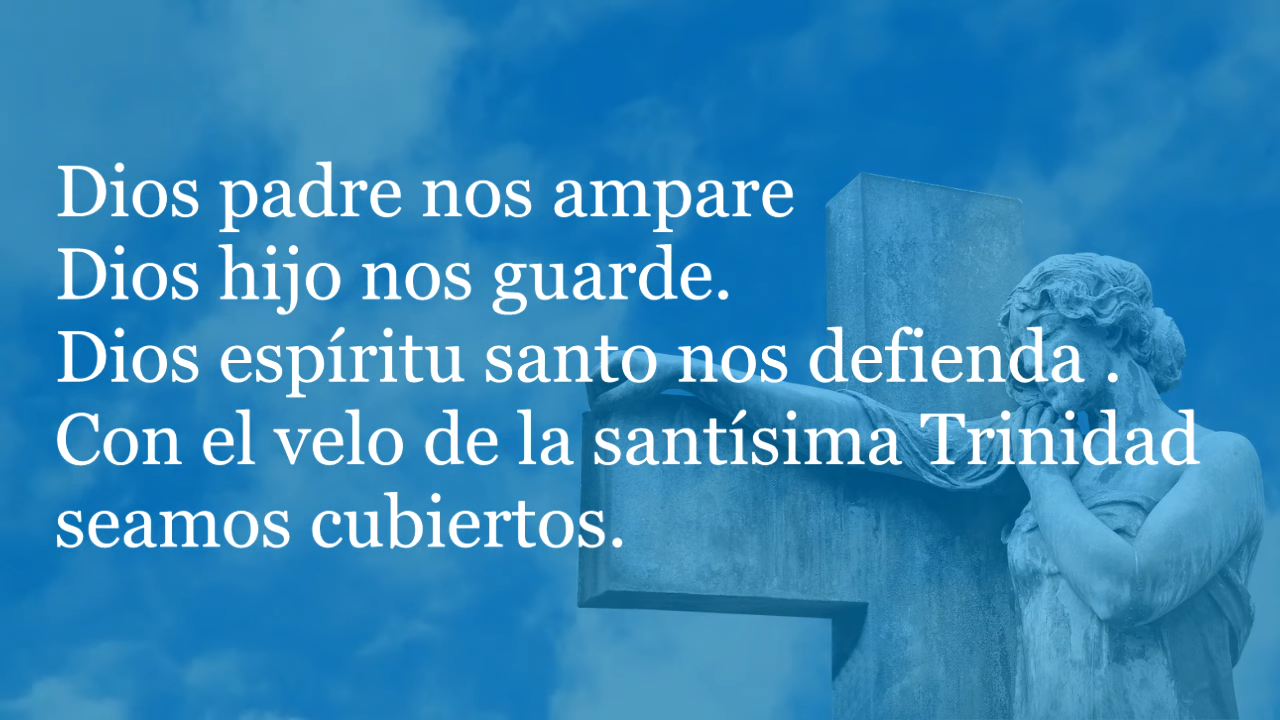 Dios padre nos ampare
Dios hijo nos guarde.
Dios espíritu santo nos defienda .
Con el velo de la santísima Trinidad
seamos cubiertos.